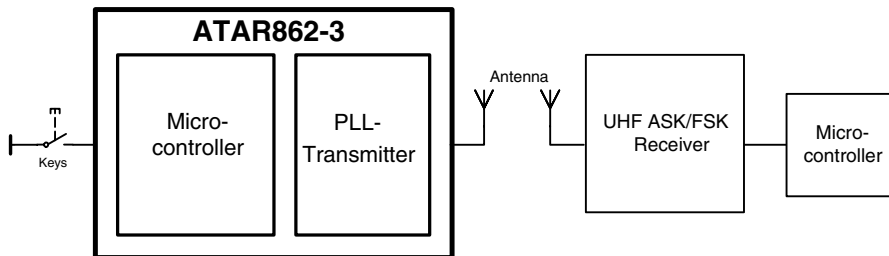 ATAR862-3
Keys
Micro-
controller
PLL-
Transmitter
Antenna
UHF ASK/FSK
Receiver
Micro-
controller